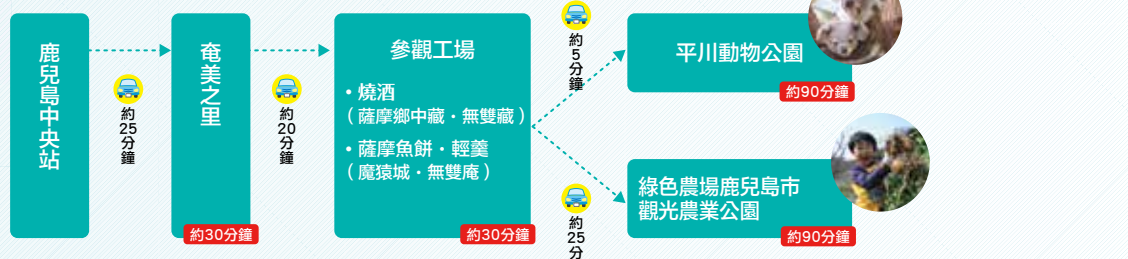 鹿兒島中央站
約25分鐘
奄美之里
約30分鐘
約20分鐘
參觀工場
・燒酒
（薩摩鄉中藏・無雙藏）
・薩摩魚餅・輕羹
（魔猿城・無雙庵）
約30分鐘
約5分鐘
平川動物公園
約90分鐘
約25分
綠色農場鹿兒島市
觀光農業公園
約90分鐘